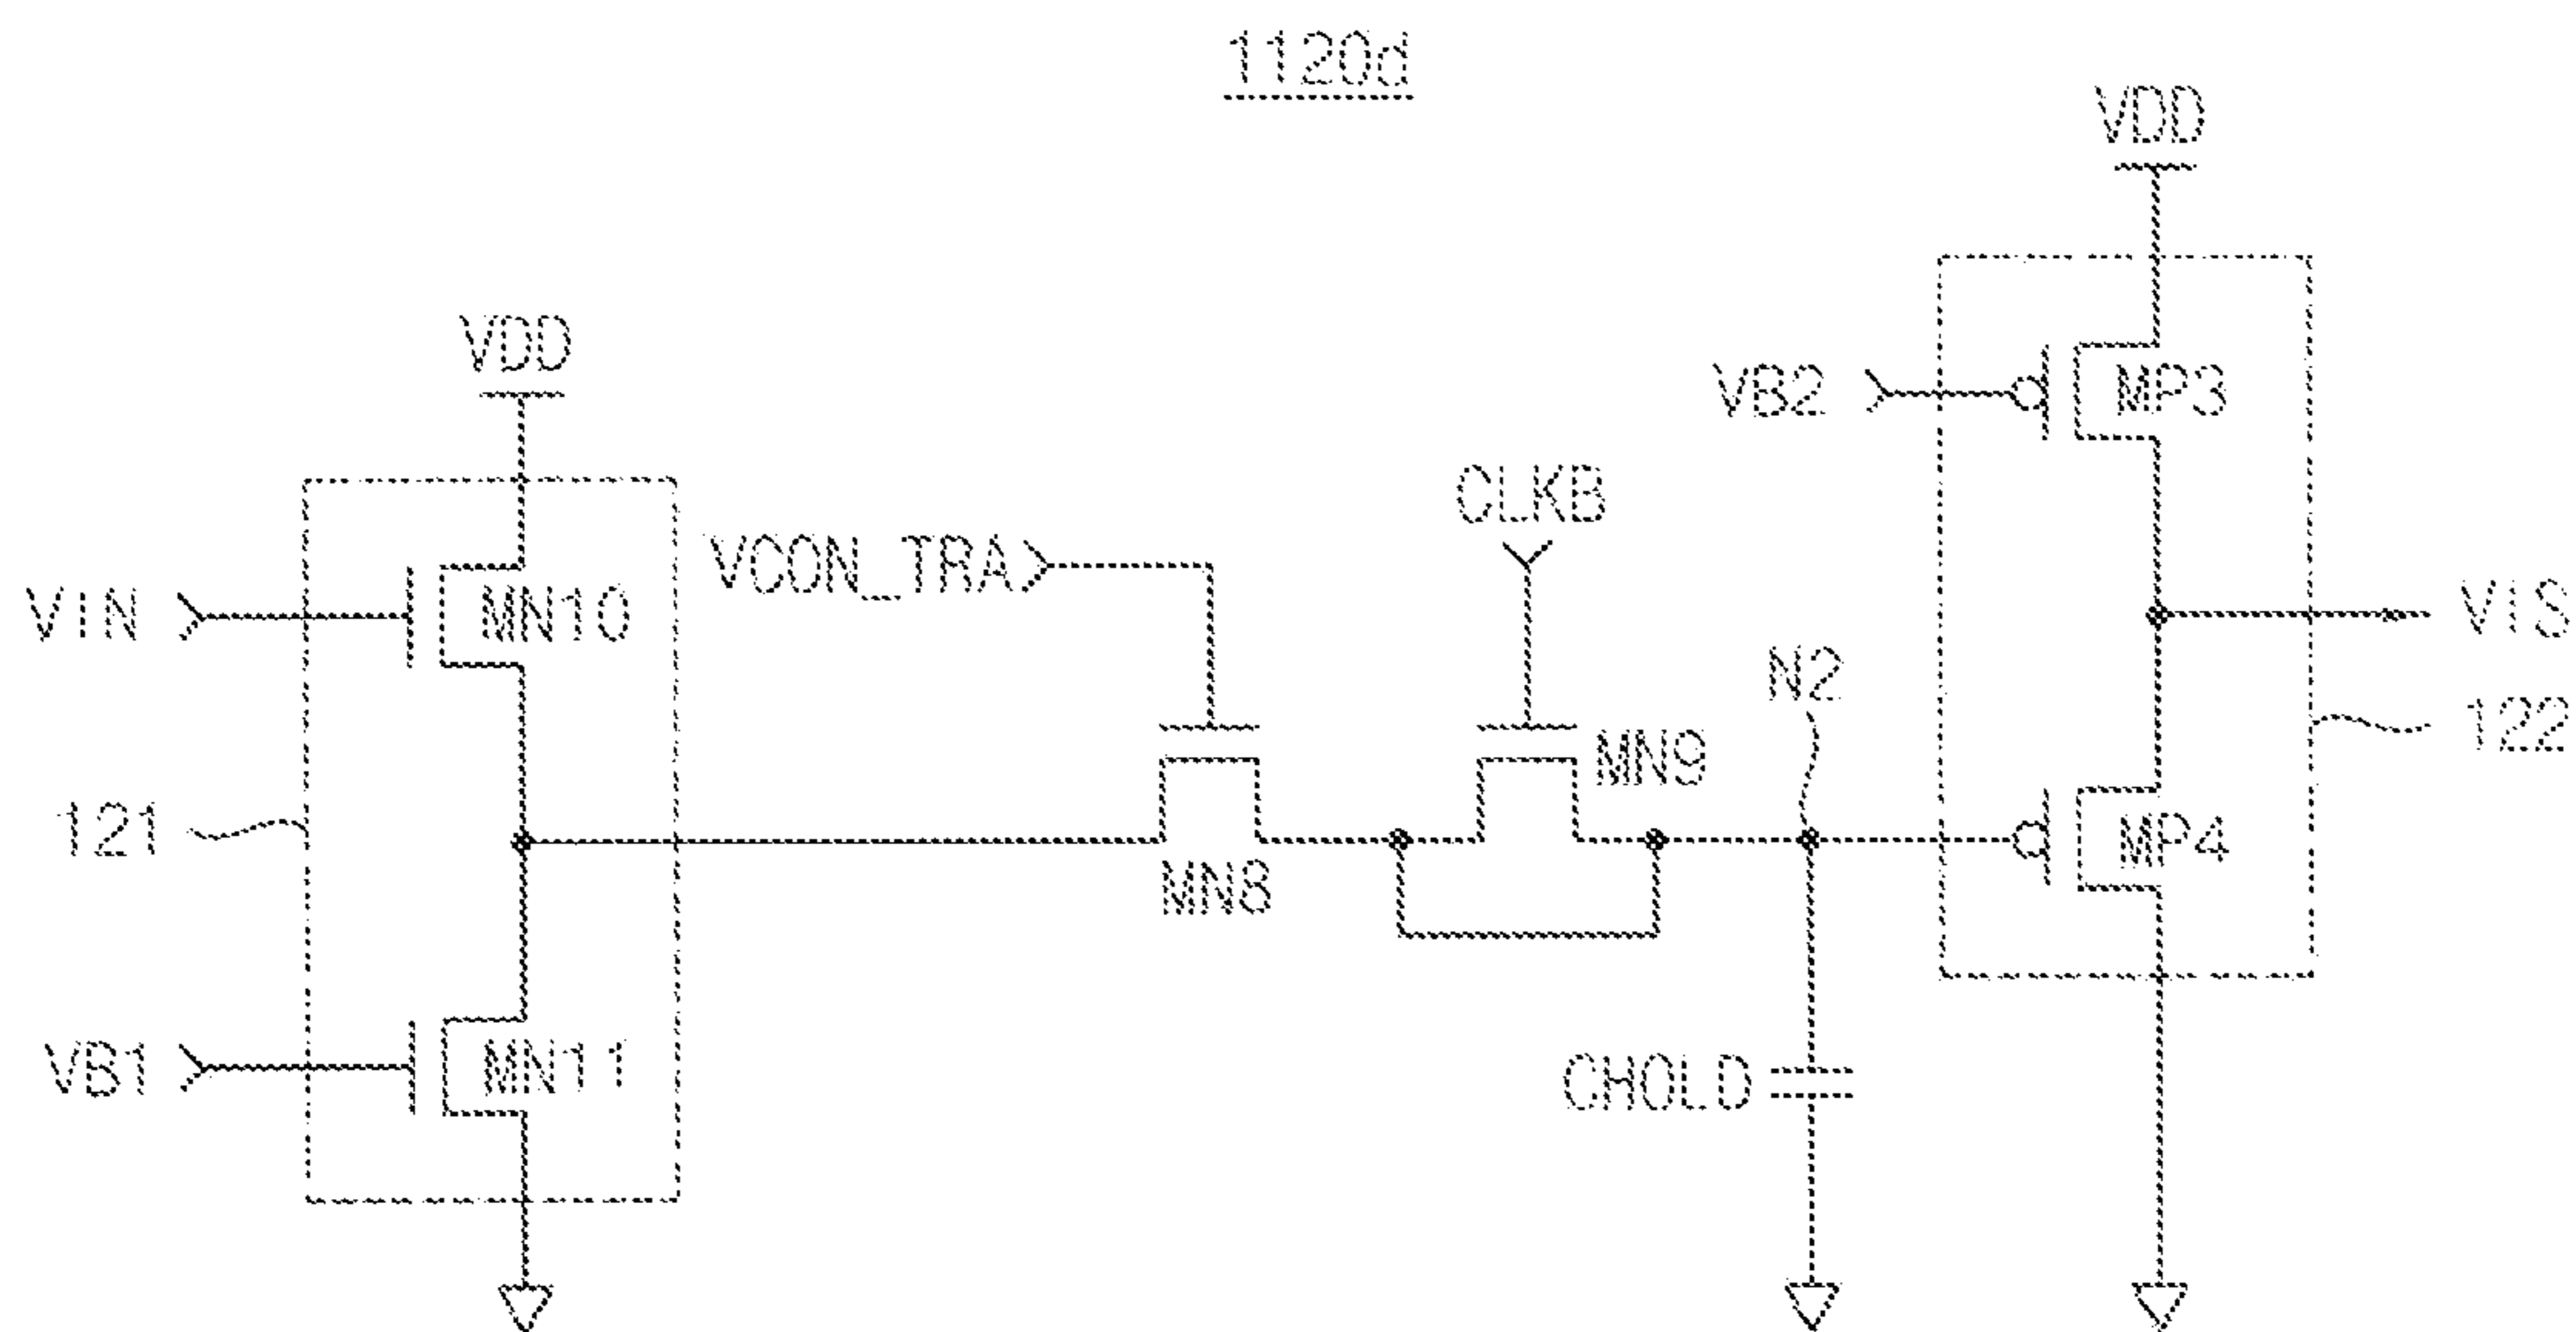 1120d
VDD
VDD
VB2
MP3
CLKB
VCON_TRA
VIN
MN10
VIS
N2
122
MN9
121
MP4
MN8
VB1
MN11
CHOLD